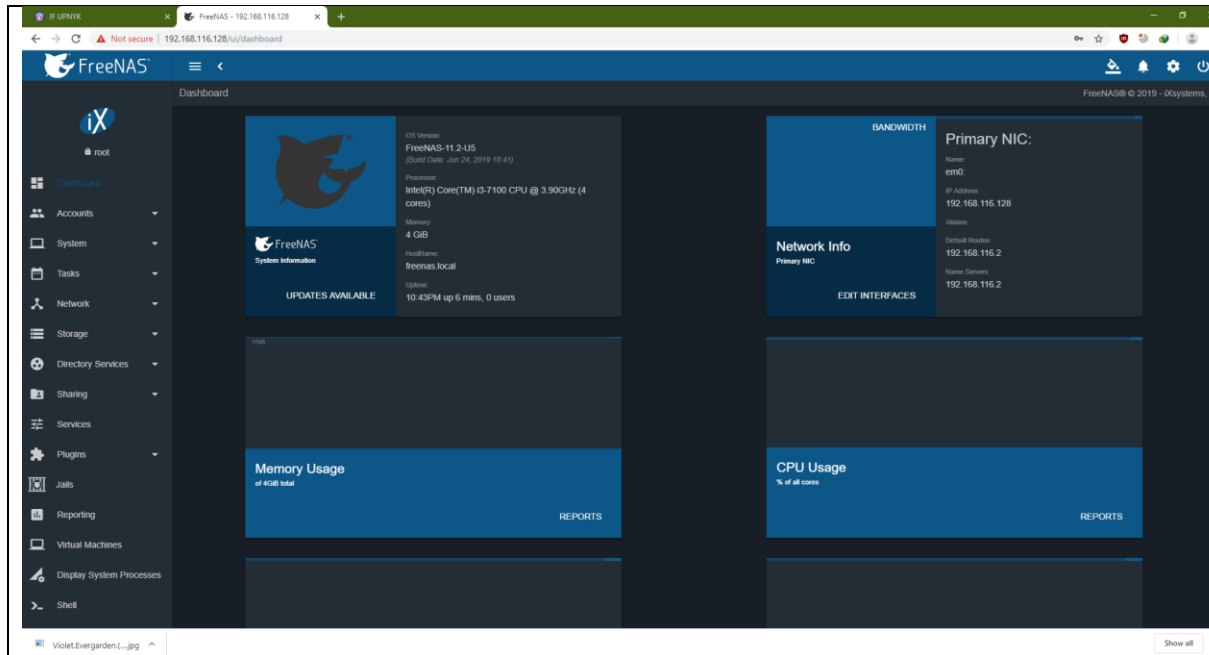 IF UPNYK
FreeNAS - 192.168.116.128
Not secure
192.168.116.128/ui/dashboard
FreeNAS
Dashboard
FreeNAS® © 2019 - iXsystems,
iX
root
Dashboard
Accounts
System
Tasks
Network
Storage
Directory Services
Sharing
Services
Plugins
Jails
Reporting
Virtual Machines
Display System Processes
Shell
FreeNAS
System Information
UPDATES AVAILABLE
OS Version:
FreeNAS-11.2-U5
(Build Date: Jun 24, 2019 18:41)
Processor:
Intel(R) Core(TM) i3-7100 CPU @ 3.90GHz (4
cores)
Memory:
4 GiB
HostName:
freenas.local
Uptime:
10:43PM up 6 mins, 0 users
BANDWIDTH
Network Info
Primary NIC
EDIT INTERFACES
Primary NIC:
Name:
em0:
IP Address:
192.168.116.128
Aliases:
Default Routes:
192.168.116.2
Name Servers:
192.168.116.2
Memory Usage
of 4GiB total
REPORTS
CPU Usage
% of all cores
REPORTS
Violet.Evergarden.(....jpg
Show all